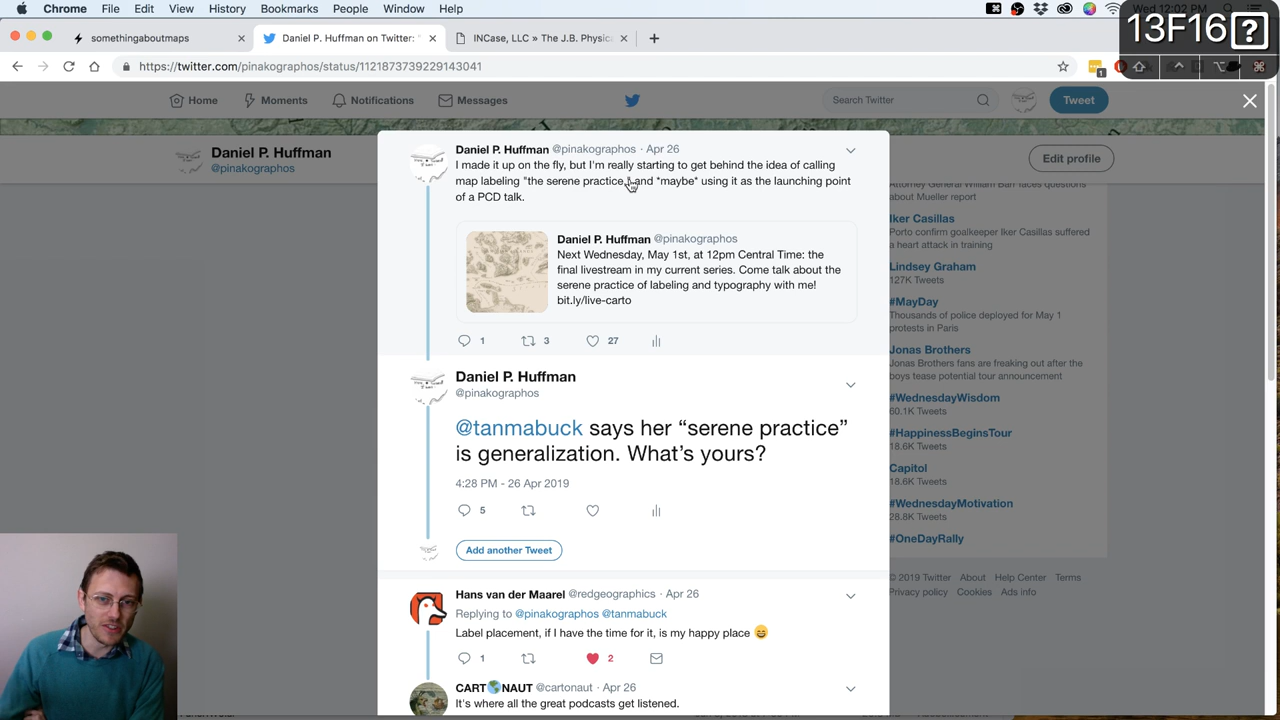 Chrome File Edit View History Bookmarks People Window Help
Wed 12:02 PM
13F16?
somethingaboutmaps
Daniel P. Huffman on Twitter: "
INCase, LLC » The J.B. Physica
https://twitter.com/pinakographos/status/1121873739229143041
Home Moments Notifications Messages
Search Twitter
Tweet
Daniel P. Huffman
@pinakographos
Edit profile
Daniel P. Huffman @pinakographos · Apr 26
I made it up on the fly, but I'm really starting to get behind the idea of calling
map labeling "the serene practice," and *maybe* using it as the launching point
of a PCD talk.
Daniel P. Huffman @pinakographos
Next Wednesday, May 1st, at 12pm Central Time: the
final livestream in my current series. Come talk about the
serene practice of labeling and typography with me!
bit.ly/live-carto
1 3 27
Daniel P. Huffman
@pinakographos
@tanmabuck says her “serene practice”
is generalization. What’s yours?
4:28 PM - 26 Apr 2019
5
Add another Tweet
Hans van der Maarel @redgeographics · Apr 26
Replying to @pinakographos @tanmabuck
Label placement, if I have the time for it, is my happy place 😄
1 2
CART🌎NAUT @cartonaut · Apr 26
It's where all the great podcasts get listened.
Attorney General William Barr faces senators'
questions about Mueller report
Iker Casillas
Porto confirm goalkeeper Iker Casillas suffered
a heart attack in training
Lindsey Graham
127K Tweets
#MayDay
Thousands of police deployed for May 1
protests in Paris
Jonas Brothers
Jonas Brothers fans are freaking out after the
boys tease potential tour announcement
#WednesdayWisdom
60.1K Tweets
#HappinessBeginsTour
18.6K Tweets
Capitol
18.6K Tweets
#WednesdayMotivation
28.8K Tweets
#OneDayRally
© 2019 Twitter About Help Center Terms
Privacy policy Cookies Ads info